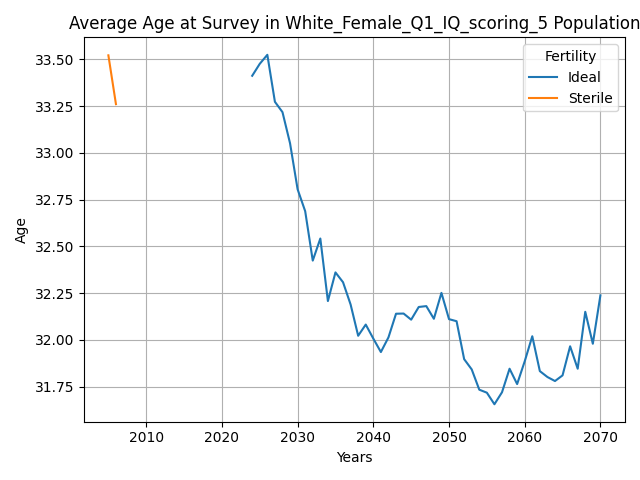 Average Age at Survey in White_Female_Q1_IQ_scoring_5 Population
33.50
33.25
33.00
32.75
32.50
32.25
32.00
31.75
Age
Fertility
Ideal
Sterile
2010 2020 2030 2040 2050 2060 2070
Years